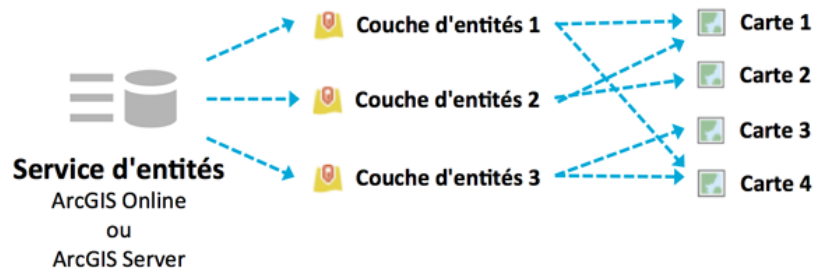 Service d'entités
ArcGIS Online
ou
ArcGIS Server
Couche d'entités 1
Couche d'entités 2
Couche d'entités 3
Carte 1
Carte 2
Carte 3
Carte 4